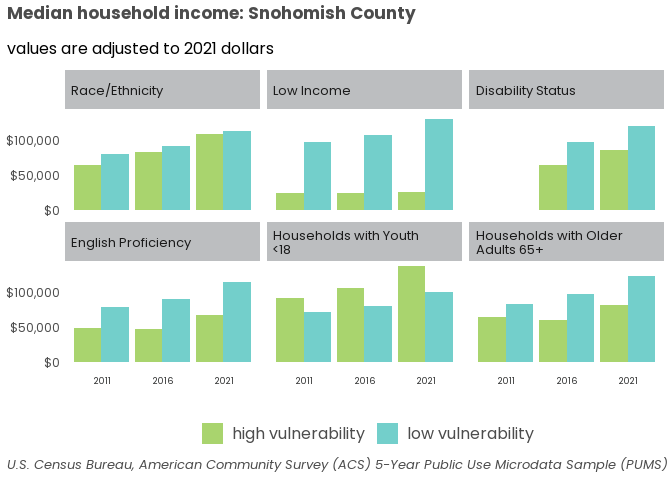 Median household income: Snohomish County
values are adjusted to 2021 dollars
Race/Ethnicity
Low Income
Disability Status
$100,000
$50,000
$0
English Proficiency
Households with Youth
<18
Households with Older
Adults 65+
$100,000
$50,000
$0
2011 2016 2021 2011 2016 2021 2011 2016 2021
high vulnerability low vulnerability
U.S. Census Bureau, American Community Survey (ACS) 5-Year Public Use Microdata Sample (PUMS)